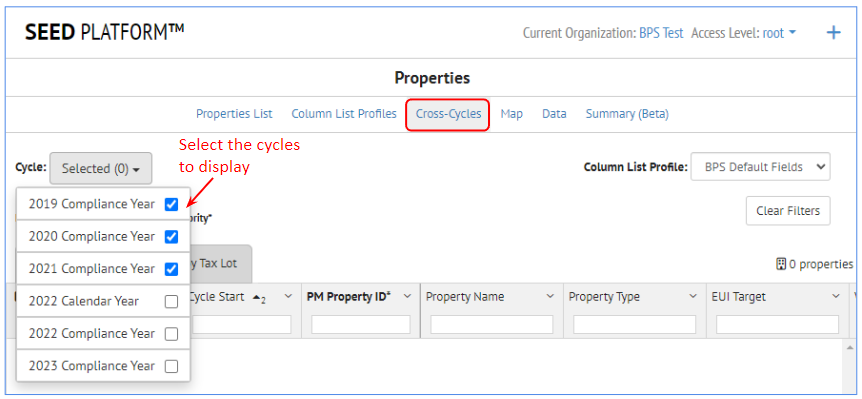 SEED PLATFORM™ Current Organization: BPS Test Access Level: root
Properties
Properties List Column List Profiles Cross-Cycles Map Data Summary (Beta)
Select the cycles
to display
Cycle: Selected (0) Column List Profile: BPS Default Fields
2019 Compliance Year
Clear Filters
2020 Compliance Year
2021 Compliance Year
y Tax Lot
0 properties
2022 Calendar Year
Cycle Start 2 PM Property ID* Property Name Property Type EUI Target
2022 Compliance Year
2023 Compliance Year